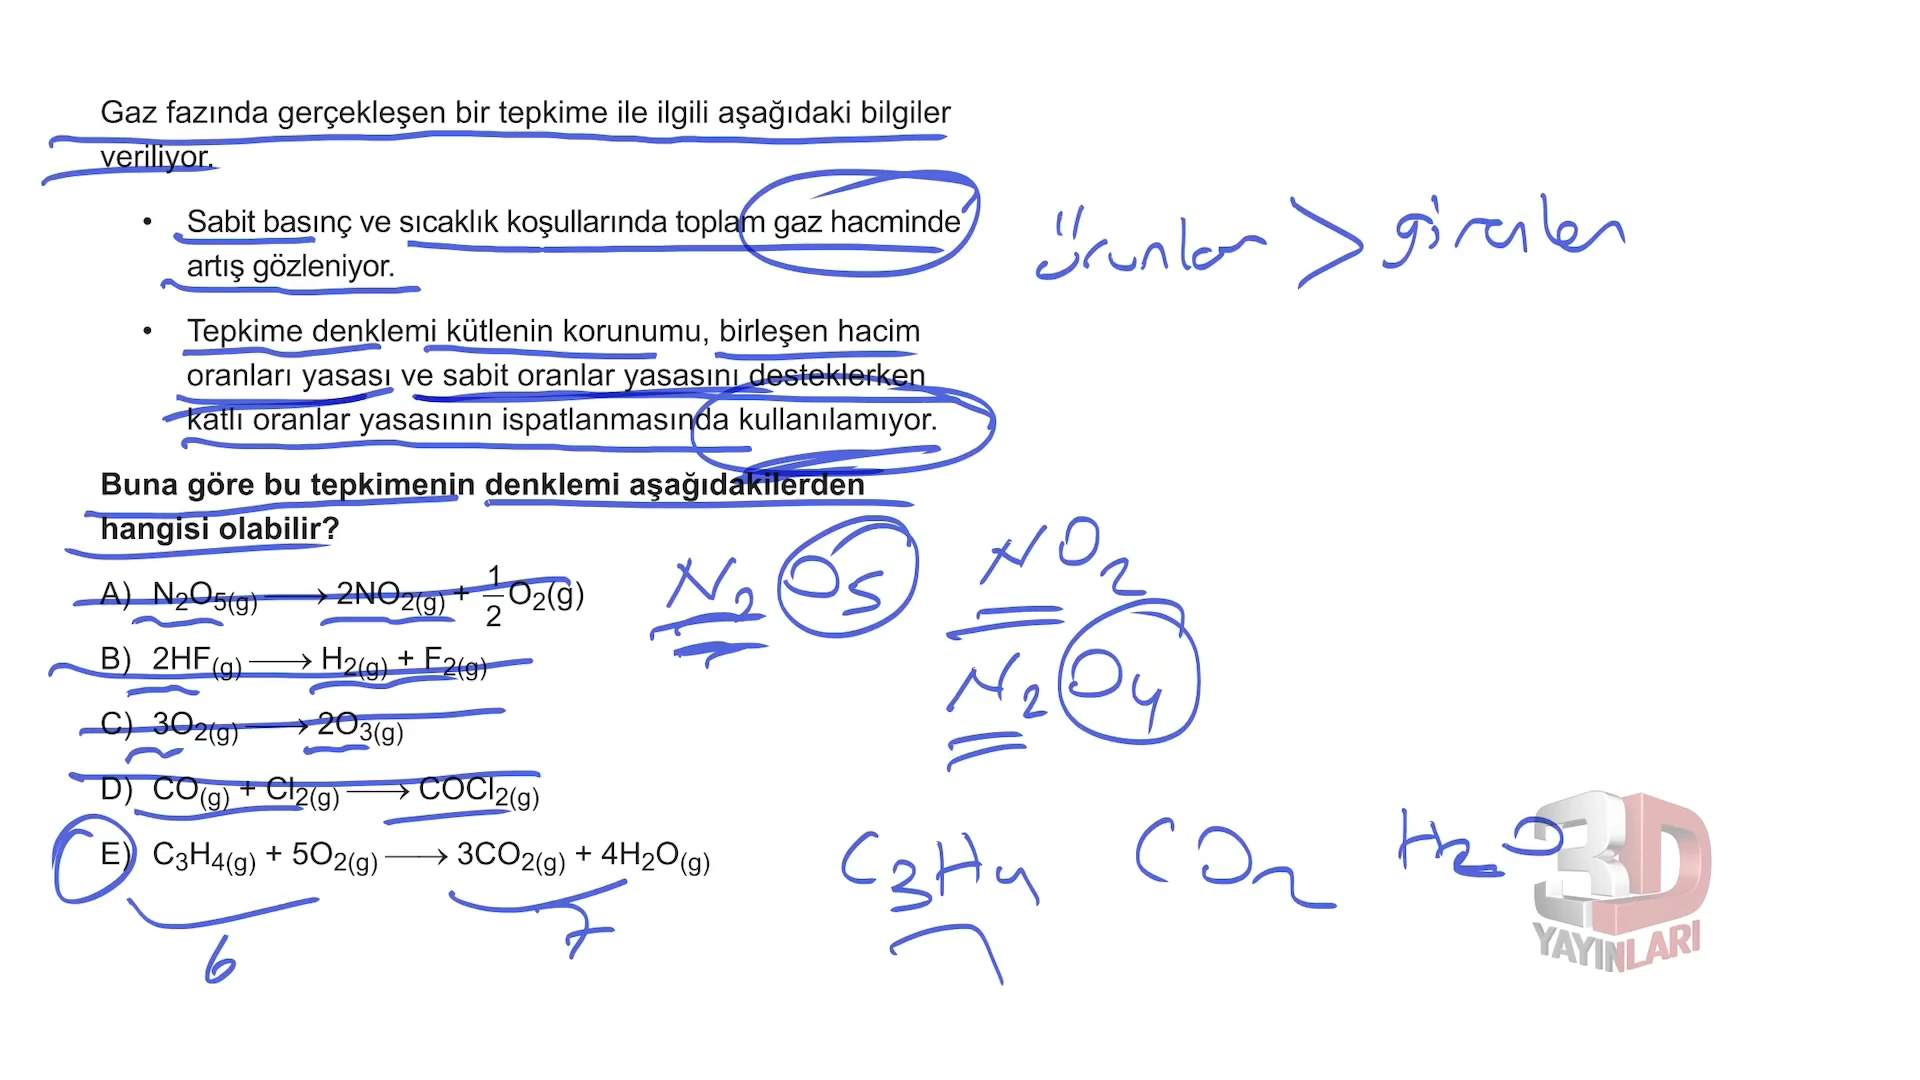 Gaz fazında gerçekleşen bir tepkime ile ilgili aşağıdaki bilgiler
veriliyor.
• Sabit basınç ve sıcaklık koşullarında toplam gaz hacminde
artış gözleniyor.
ürünler > girenler
• Tepkime denklemi kütlenin korunumu, birleşen hacim
oranları yasası ve sabit oranlar yasasını desteklerken
katlı oranlar yasasının ispatlanmasında kullanılamıyor.
Buna göre bu tepkimenin denklemi aşağıdakilerden
hangisi olabilir?
A) N2O5(g) ⟶ 2NO2(g) + 1/2 O2(g)
N2O5 NO2
B) 2HF(g) ⟶ H2(g) + F2(g)
N2O4
C) 3O2(g) ⟶ 2O3(g)
D) CO(g) + Cl2(g) ⟶ COCl2(g)
E) C3H4(g) + 5O2(g) ⟶ 3CO2(g) + 4H2O(g)
C3H4 CO2 H2O
6 7
3D
YAYINLARI